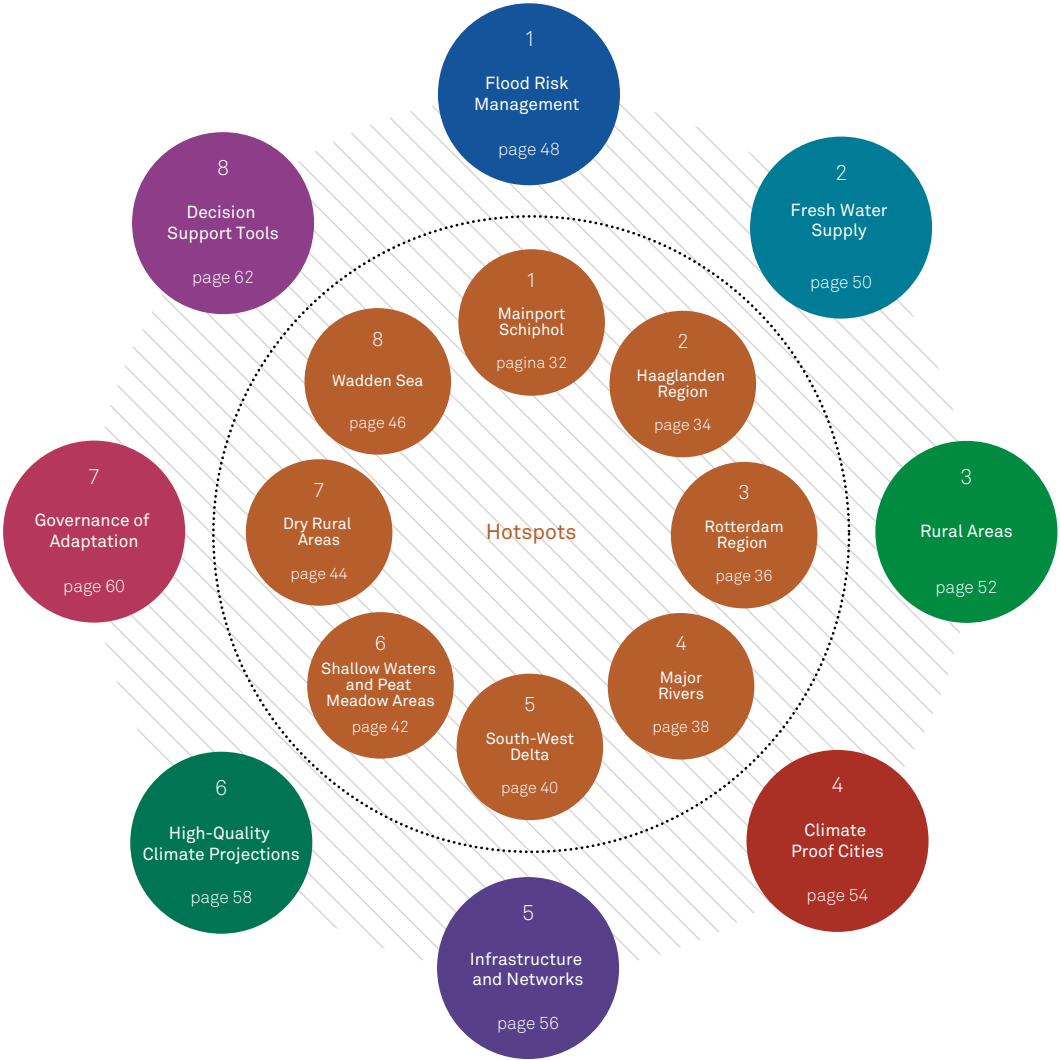 1
Flood Risk
Management
page 48
2
Fresh Water
Supply
page 50
3
Rural Areas
page 52
4
Climate
Proof Cities
page 54
5
Infrastructure
and Networks
page 56
6
High-Quality
Climate Projections
page 58
7
Governance of
Adaptation
page 60
8
Decision
Support Tools
page 62
Hotspots
1
Mainport
Schiphol
pagina 32
2
Haaglanden
Region
page 34
3
Rotterdam
Region
page 36
4
Major
Rivers
page 38
5
South-West
Delta
page 40
6
Shallow Waters
and Peat
Meadow Areas
page 42
7
Dry Rural
Areas
page 44
8
Wadden Sea
page 46